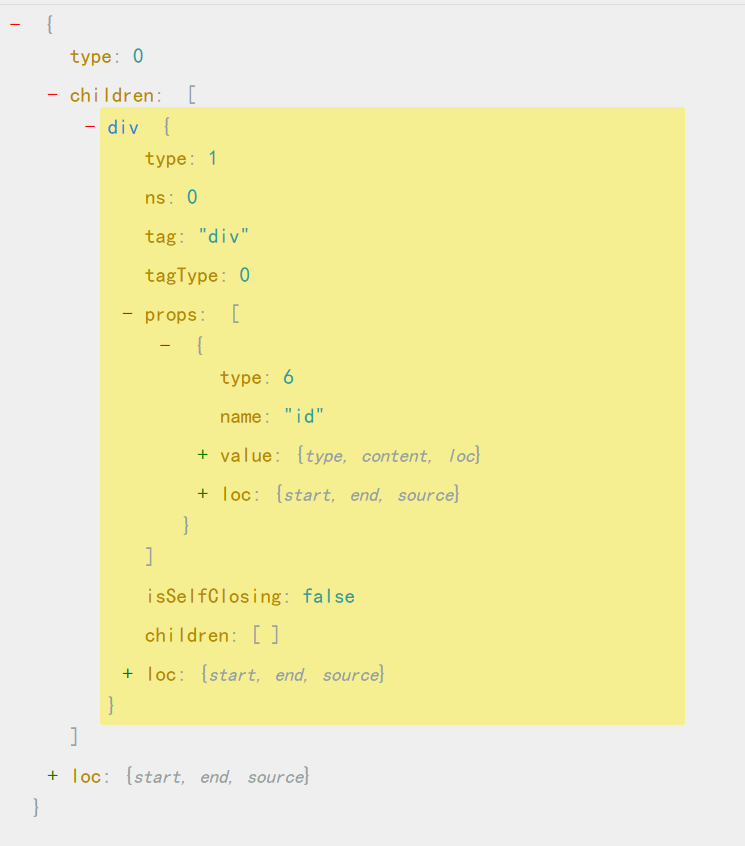 - {
type: 0
- children: [
- div {
type: 1
ns: 0
tag: "div"
tagType: 0
- props: [
- {
type: 6
name: "id"
+ value: {type, content, loc}
+ loc: {start, end, source}
}
]
isSelfClosing: false
children: [ ]
+ loc: {start, end, source}
}
]
+ loc: {start, end, source}
}